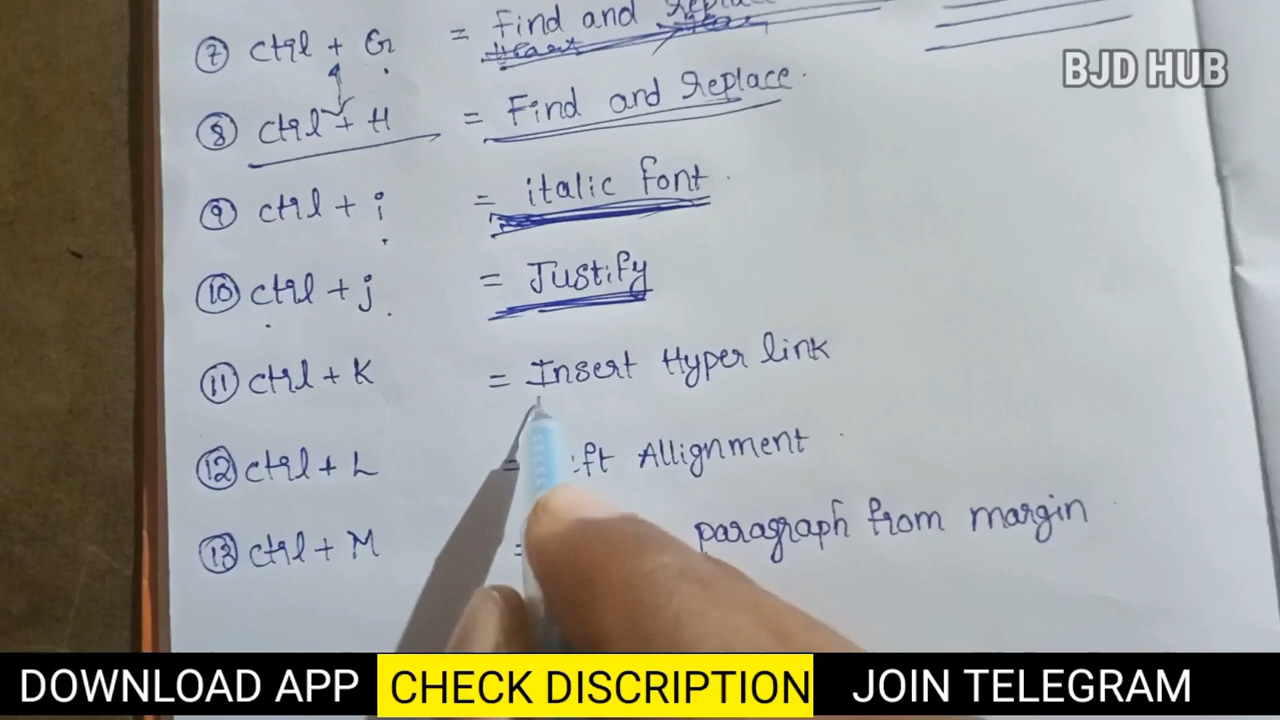 ⑦ Ctrl + G = Find and Replace
BJD HUB
⑧ Ctrl + H = Find and Replace.
⑨ ctrl + i = italic font.
⑩ ctrl + j = Justify
⑪ ctrl + K = Insert Hyper link
⑫ ctrl + L = ft Allignment
⑬ ctrl + M = paragraph from margin
DOWNLOAD APP CHECK DISCRIPTION JOIN TELEGRAM